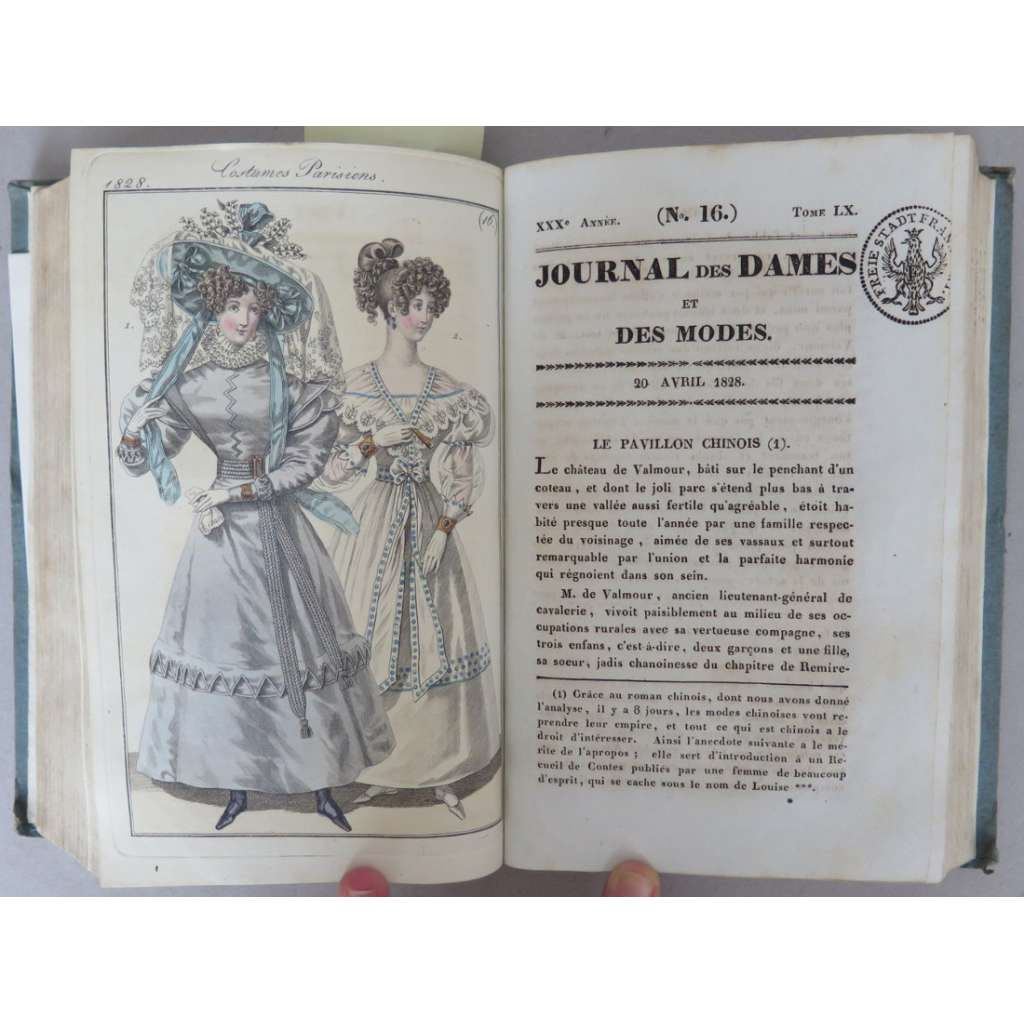 Costumes Parisiens.
1828.
(16.)
1.
2.
XXXe ANNÉE. (No. 16.) TOME LX.
JOURNAL DES DAMES
ET
DES MODES.
20 AVRIL 1828.
LE PAVILLON CHINOIS (1).
Le château de Valmour, bâti sur le penchant d'un
coteau, et dont le joli parc s'étend plus bas à tra-
vers une vallée aussi fertile qu'agréable, étoit ha-
bité presque toute l'année par une famille respec-
tée du voisinage, aimée de ses vassaux et surtout
remarquable par l'union et la parfaite harmonie
qui régnoient dans son sein.
M. de Valmour, ancien lieutenant-général de
cavalerie, vivoit paisiblement au milieu de ses oc-
cupations rurales avec sa vertueuse compagne, ses
trois enfans, c'est-à-dire, deux garçons et une fille,
sa soeur, jadis chanoinesse du chapitre de Remire-
(1) Grâce au roman chinois, dont nous avons donné
l'analyse, il y a 8 jours, les modes chinoises vont re-
prendre leur empire, et tout ce qui est chinois a le
droit d'intéresser. Ainsi l'anecdote suivante a le mé-
rite de l'apropos; elle sert d'introduction à un Re-
cueil de Contes publiés par une femme de beaucoup
d'esprit, qui se cache sous le nom de Louise ***.
FREIE STADT FRAN